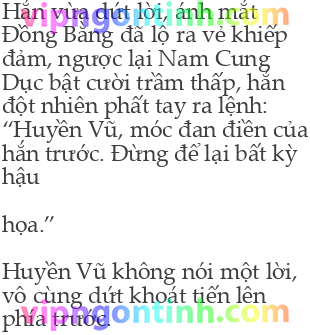 Hắn vừa dứt lời, ánh mắt
vipngontinh.com
Đồng Bằng đã lộ ra vẻ khiếp
đảm, ngược lại Nam Cung
Dục bật cười trầm thấp, hắn
đột nhiên phất tay ra lệnh:
“Huyền Vũ, móc đan điền của
hắn trước. Đừng để lại bất kỳ
hậu
họa.”
Huyền Vũ không nói một lời,
vô cùng dứt khoát tiến lên
vipngontinh.com
phía trước.